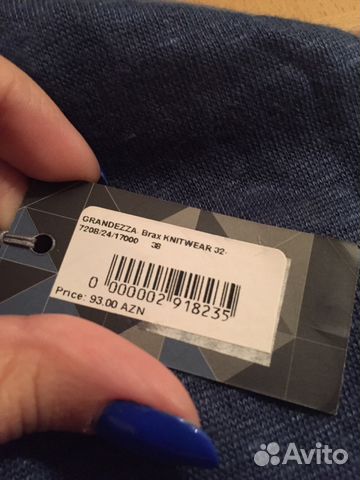 GRANDEZZA Brax KNITWEAR 32-
7208/24/17000 38
0 000002 918235
Price: 93.00 AZN
Avito